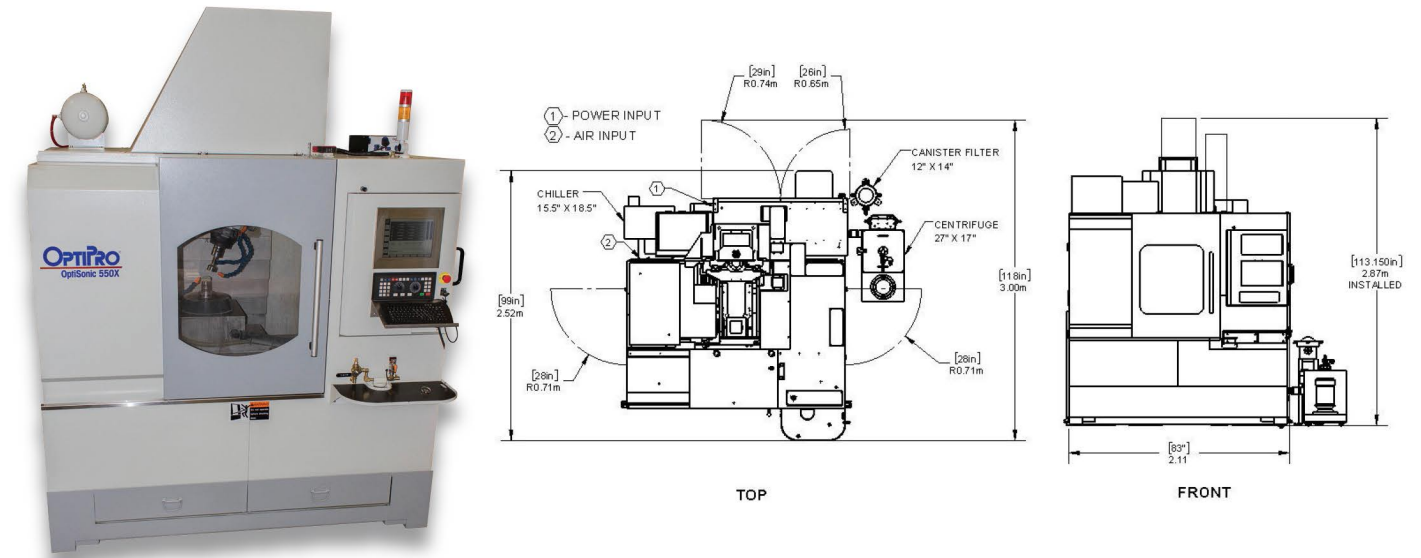 OPTIPRO
OptiSonic 550X
1 - POWER INPUT
2 - AIR INPUT
[29in]
R0.74m
[26in]
R0.65m
CANISTER FILTER
12" X 14"
CHILLER
15.5" X 18.5"
1
2
CENTRIFUGE
27" X 17"
[99in]
2.52m
[118in]
3.00m
[28in]
R0.71m
[28in]
R0.71m
TOP
[113.150in]
2.87m
INSTALLED
[83"]
2.11
FRONT